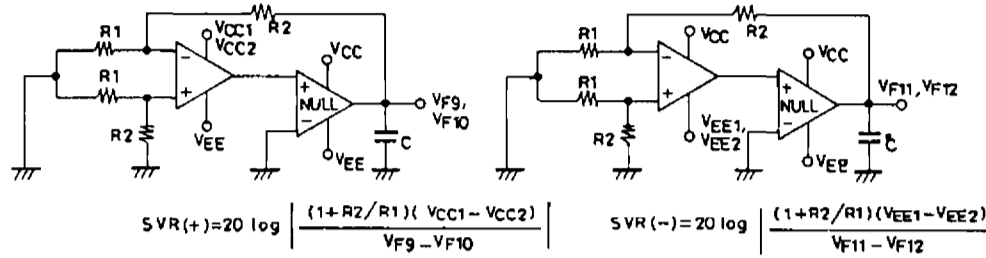 R2
VCC1
VCC2
R1
R1
VCC
−
+
+
NULL
−
VF9,
VF10
R2
VEE
VEE
C
SVR(+)=20 log | (1+R2/R1)( VCC1 − VCC2) / VF9 − VF10 |
R2
VCC
R1
R1
VCC
−
+
+
NULL
−
VF11, VF12
R2
VEE1,
VEE2
VEE
C
SVR(−)=20 log | (1+R2/R1)(VEE1−VEE2) / VF11 − VF12